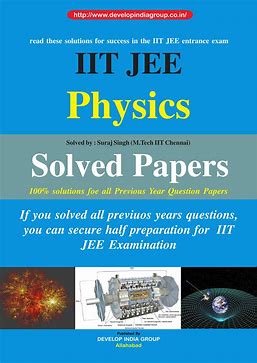 http://www.developindiagroup.co.in/
read these solutions for success in the IIT JEE entrance exam
IIT JEE
Physics
Solved by : Suraj Singh (M.Tech IIT Chennai)
Solved Papers
100% solutions foe all Previous Year Question Papers
If you solved all previuos years questions,
you can secure half preparation for IIT
JEE Examination
Published By
DEVELOP INDIA GROUP
Allahabad